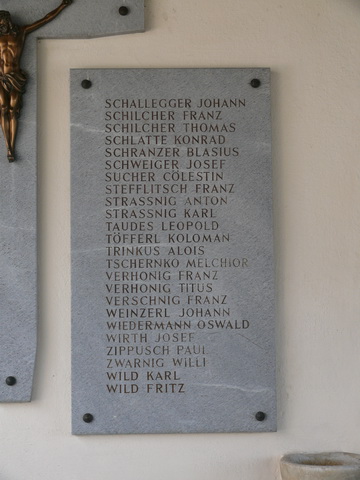 SCHALLEGGER JOHANN
SCHILCHER FRANZ
SCHILCHER THOMAS
SCHLATTE KONRAD
SCHRANZER BLASIUS
SCHWEIGER JOSEF
SUCHER CÖLESTIN
STEFFLITSCH FRANZ
STRASSNIG ANTON
STRASSNIG KARL
TAUDES LEOPOLD
TÖFFERL KOLOMAN
TRINKUS ALOIS
TSCHERNKO MELCHIOR
VERHONIG FRANZ
VERHONIG TITUS
VERSCHNIG FRANZ
WEINZERL JOHANN
WIEDERMANN OSWALD
WIRTH JOSEF
ZIPPUSCH PAUL
ZWARNIG WILLI
WILD KARL
WILD FRITZ